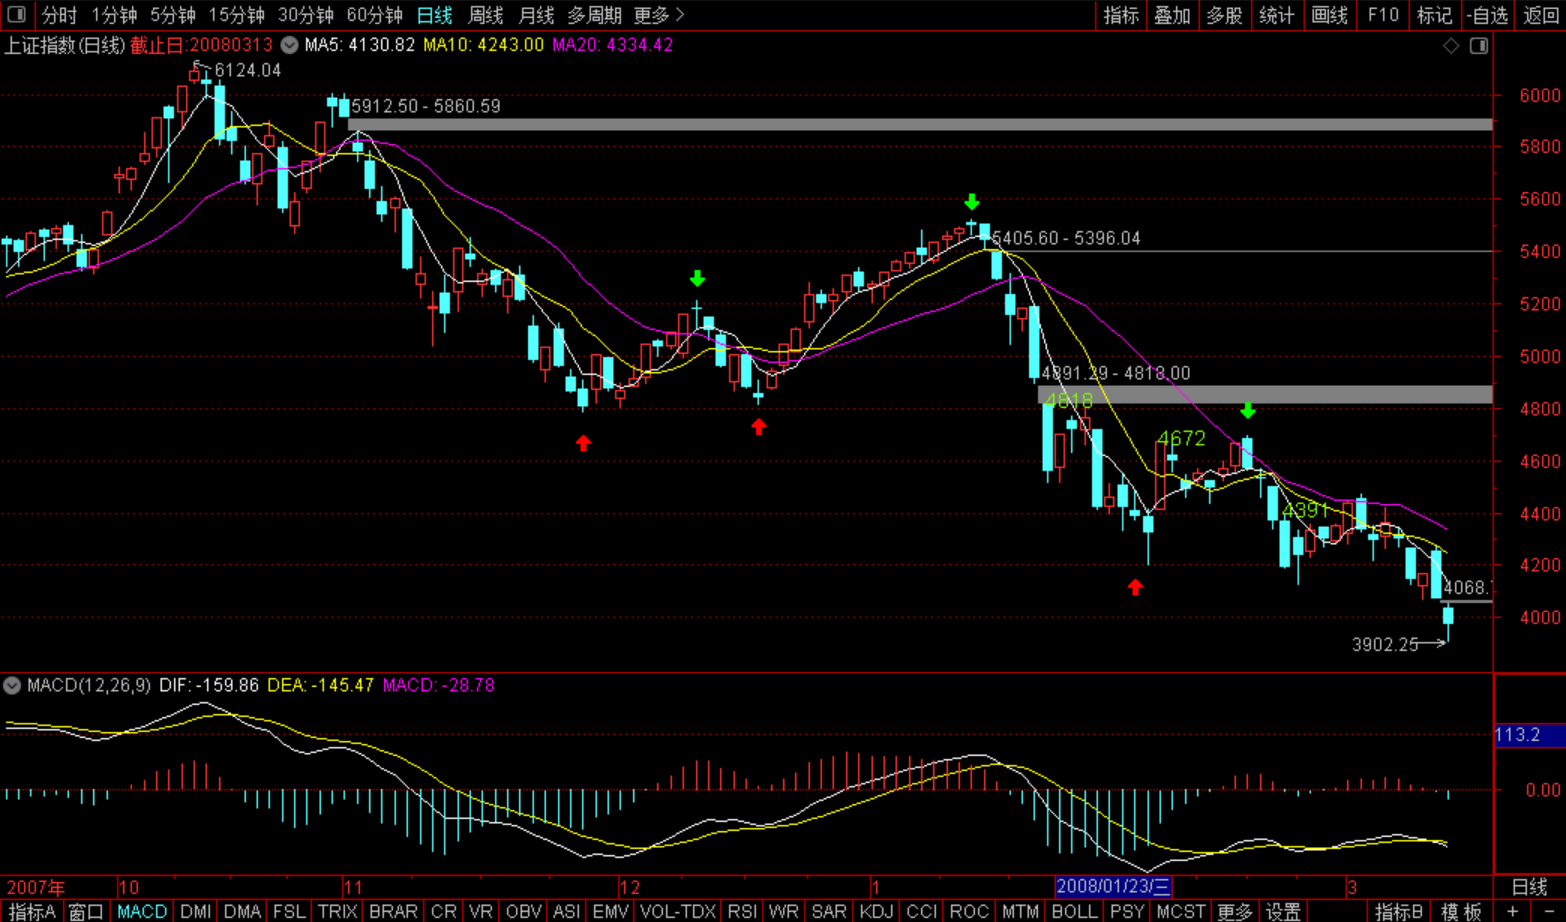 分时 1分钟 5分钟 15分钟 30分钟 60分钟 日线 周线 月线 多周期 更多 指标 叠加 多股 统计 画线 F10 标记 -自选 返回
上证指数(日线) 截止日:20080313 MA5: 4130.82 MA10: 4243.00 MA20: 4334.42
6124.04
5912.50 - 5860.59
5405.60 - 5396.04
4891.29 - 4818.00
4818
4672
4391
4068.
3902.25
6000
5800
5600
5400
5200
5000
4800
4600
4400
4200
4000
MACD(12,26,9) DIF: -159.86 DEA: -145.47 MACD: -28.78
113.2
0.00
2007年 10 11 12 1 2008/01/23/三 3 日线
指标A 窗口 MACD DMI DMA FSL TRIX BRAR CR VR OBV ASI EMV VOL-TDX RSI WR SAR KDJ CCI ROC MTM BOLL PSY MCST 更多 设置 指标B 模板 + -